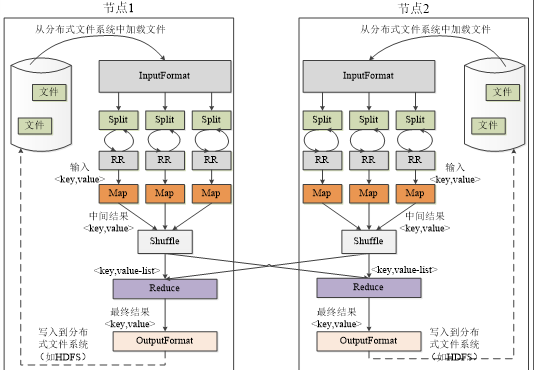 节点1
从分布式文件系统中加载文件
文件
文件
InputFormat
Split Split Split
RR RR RR
输入
<key,value>
Map Map Map
中间结果
<key,value>
Shuffle
<key,value-list>
Reduce
最终结果
<key,value>
OutputFormat
写入到分布
式文件系统
（如HDFS）
节点2
从分布式文件系统中加载文件
InputFormat
文件
文件
Split Split Split
RR RR RR
输入
<key,value>
Map Map Map
中间结果
<key,value>
Shuffle
<key,value-list>
Reduce
最终结果
<key,value>
OutputFormat
写入到分布
式文件系统
（如HDFS）